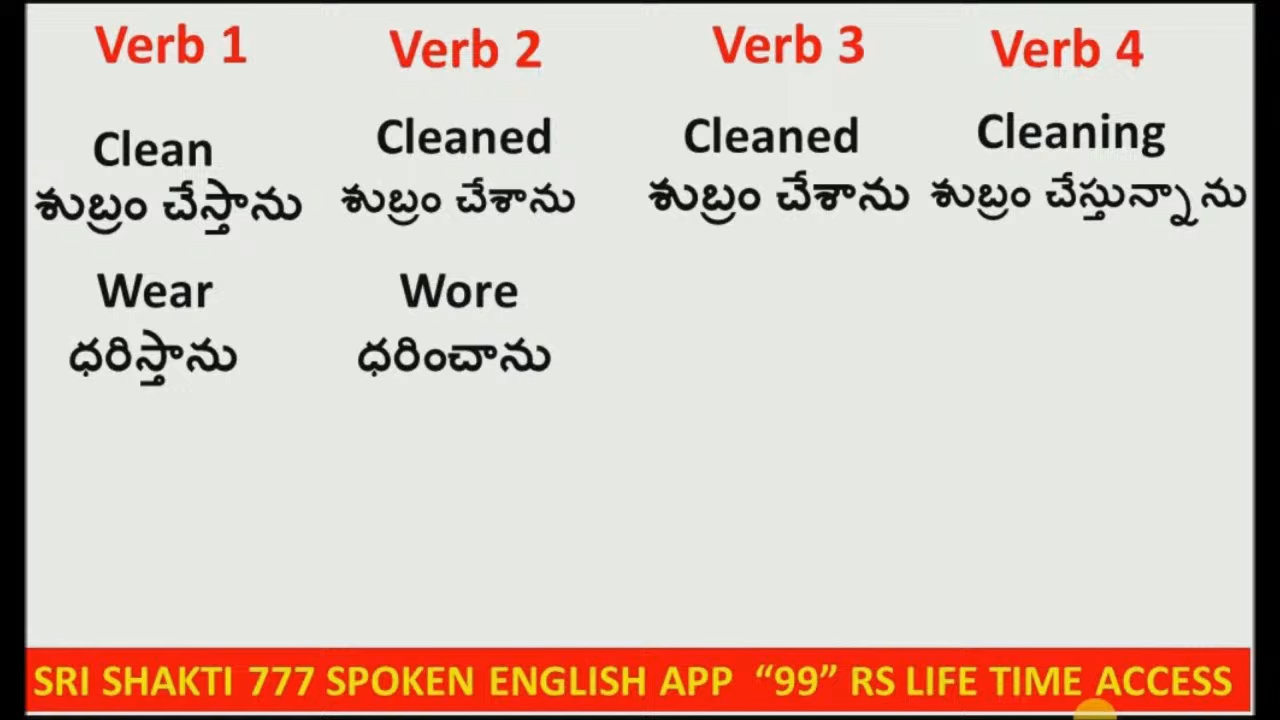 Verb 1 Verb 2 Verb 3 Verb 4
Clean Cleaned Cleaned Cleaning
శుబ్రం చేస్తాను శుబ్రం చేశాను శుబ్రం చేశాను శుబ్రం చేస్తున్నాను
Wear Wore
ధరిస్తాను ధరించాను
SRI SHAKTI 777 SPOKEN ENGLISH APP “99” RS LIFE TIME ACCESS